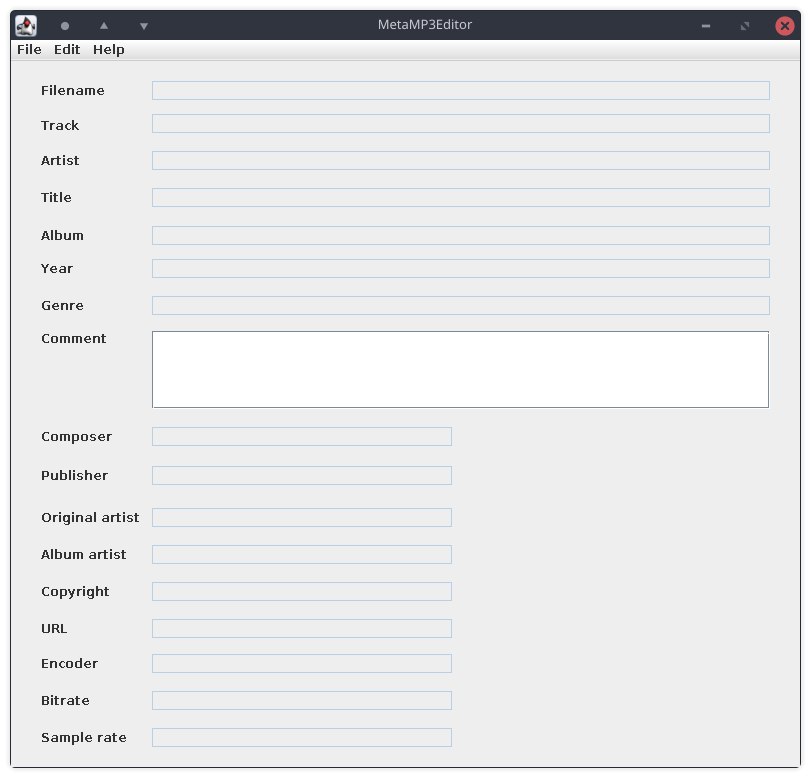 MetaMP3Editor
File Edit Help
Filename
Track
Artist
Title
Album
Year
Genre
Comment
Composer
Publisher
Original artist
Album artist
Copyright
URL
Encoder
Bitrate
Sample rate